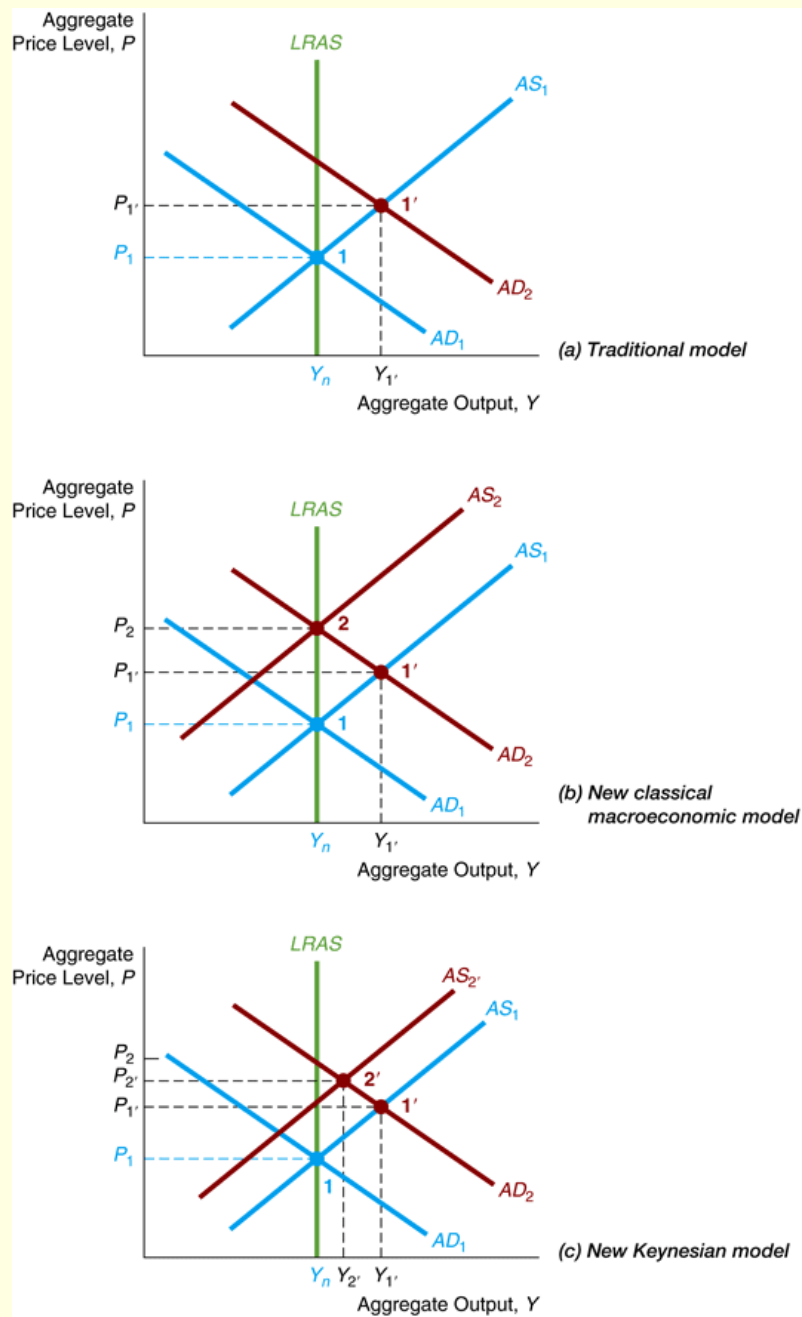 Aggregate
Price Level, P
LRAS
AS₁
P₁′
1′
P₁
1
AD₂
AD₁
(a) Traditional model
Yₙ
Y₁′
Aggregate Output, Y
Aggregate
Price Level, P
LRAS
AS₂
AS₁
P₂
2
P₁′
1′
P₁
1
AD₂
AD₁
(b) New classical
macroeconomic model
Yₙ
Y₁′
Aggregate Output, Y
Aggregate
Price Level, P
LRAS
AS₂′
AS₁
P₂
P₂′
2′
P₁′
1′
P₁
1
AD₂
AD₁
(c) New Keynesian model
Yₙ
Y₂′
Y₁′
Aggregate Output, Y